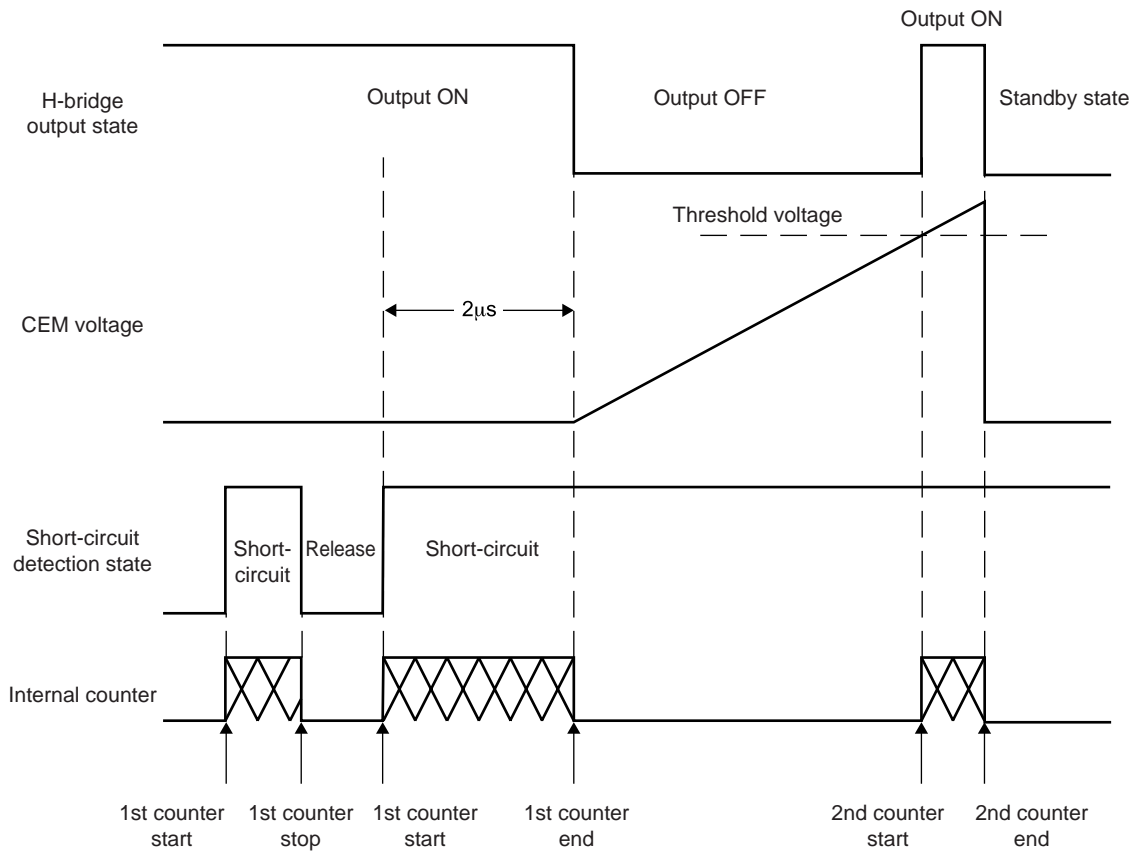 Output ON
H-bridge
output state
Output ON
Output OFF
Standby state
Threshold voltage
CEM voltage
2μs
Short-circuit
detection state
Short-
circuit
Release
Short-circuit
Internal counter
1st counter
start
1st counter
stop
1st counter
start
1st counter
end
2nd counter
start
2nd counter
end